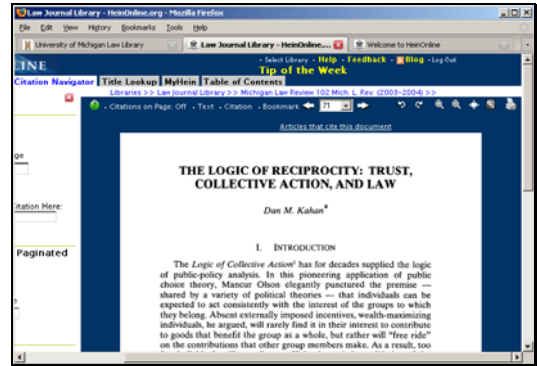 Law Journal Library - HeinOnline.org - Mozilla Firefox
File Edit View History Bookmarks Tools Help
University of Michigan Law Library
Law Journal Library - HeinOnline....
Welcome to HeinOnline
INE
• Select Library • Help • Feedback • Blog • Log Out
Tip of the Week
Citation Navigator Title Lookup MyHein Table of Contents
Libraries >> Law Journal Library >> Michigan Law Review 102 Mich. L. Rev. (2003-2004) >>
• Citations on Page: Off • Text • Citation • Bookmark 71
Articles that cite this document
ge
itation Here:
Paginated
e
THE LOGIC OF RECIPROCITY: TRUST,
COLLECTIVE ACTION, AND LAW
Dan M. Kahan*
I. INTRODUCTION
The Logic of Collective Action¹ has for decades supplied the logic
of public-policy analysis. In this pioneering application of public
choice theory, Mancur Olson elegantly punctured the premise —
shared by a variety of political theories — that individuals can be
expected to act consistently with the interest of the groups to which
they belong. Absent externally imposed incentives, wealth-maximizing
individuals, he argued, will rarely find it in their interest to contribute
to goods that benefit the group as a whole, but rather will "free ride"
on the contributions that other group members make. As a result, too